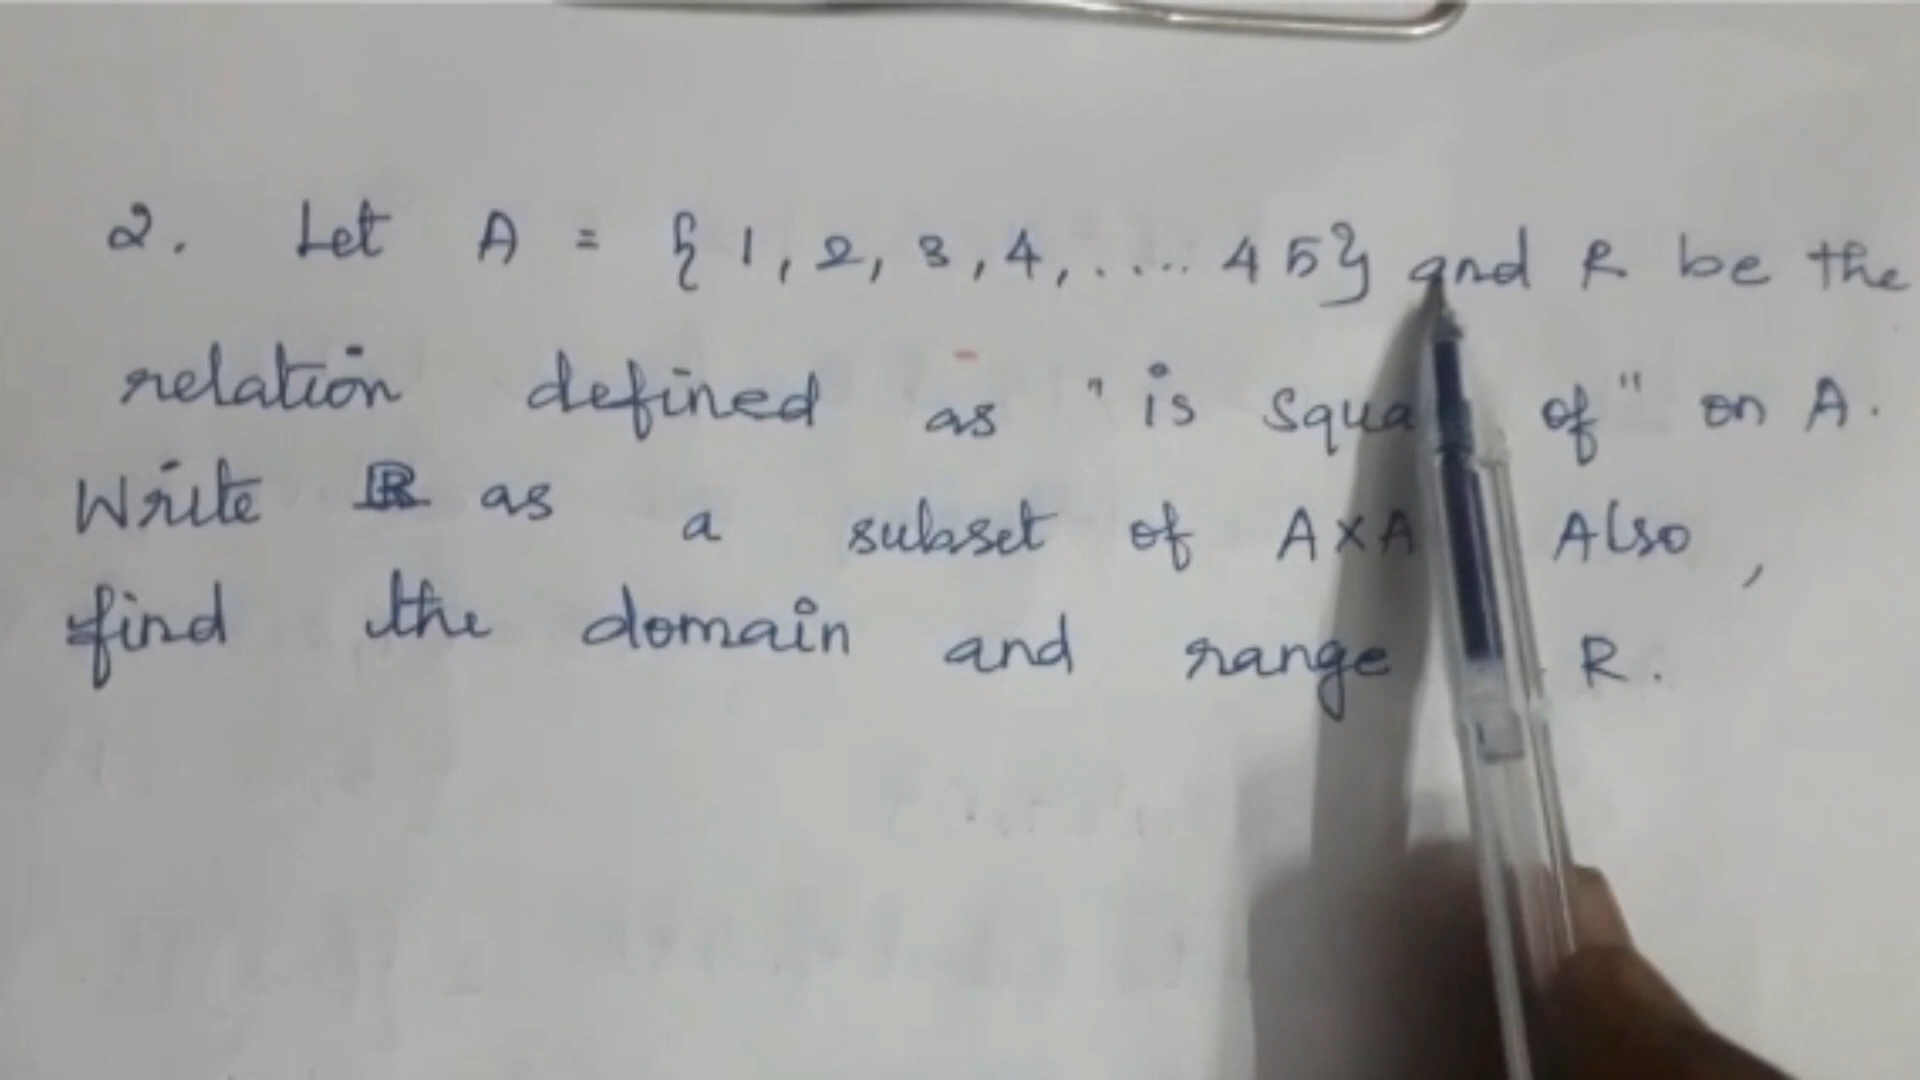 2. Let A = {1, 2, 3, 4, .... 45} and R be the
relation defined as "is squa of" on A.
Write R as a subset of A×A Also,
find the domain and range R.